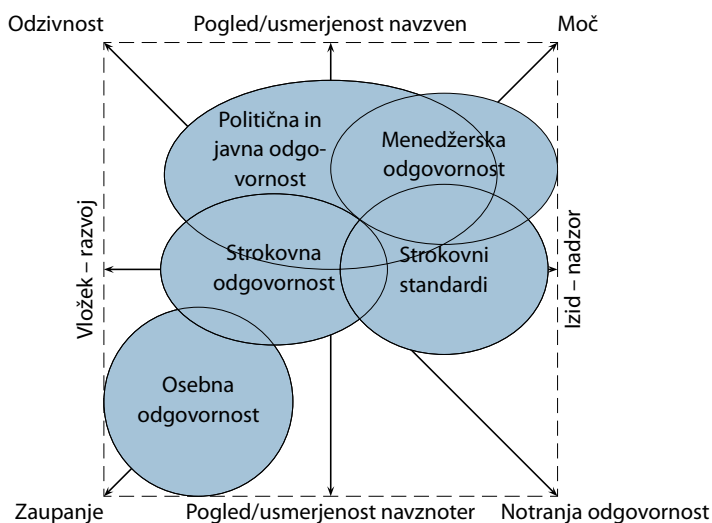 Odzivnost
Pogled/usmerjenost navzven
Moč
Politična in
javna odgo-
vornost
Menedžerska
odgovornost
Vložek – razvoj
Strokovna
odgovornost
Strokovni
standardi
Izid – nadzor
Osebna
odgovornost
Zaupanje
Pogled/usmerjenost navznoter
Notranja odgovornost